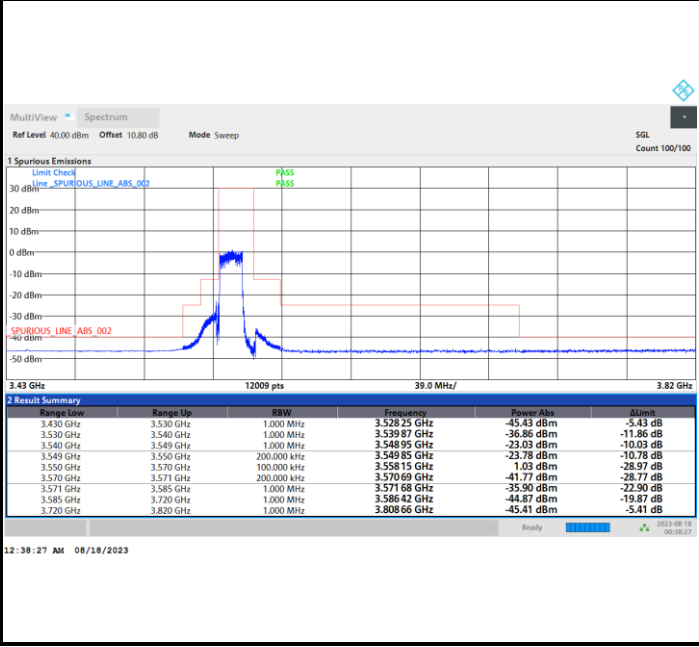 MultiView Spectrum
Ref Level 40.00 dBm Offset 10.80 dB Mode Sweep SGL
Count 100/100
1 Spurious Emissions
Limit Check PASS
Line _SPURIOUS_LINE_ABS_002 PASS
30 dBm
20 dBm
10 dBm
0 dBm
-10 dBm
-20 dBm
-30 dBm
_SPURIOUS_LINE_ABS_002
-40 dBm
-50 dBm
3.43 GHz 12009 pts 39.0 MHz/ 3.82 GHz
2 Result Summary
Range Low Range Up RBW Frequency Power Abs ΔLimit
3.430 GHz 3.530 GHz 1.000 MHz 3.528 25 GHz -45.43 dBm -5.43 dB
3.530 GHz 3.540 GHz 1.000 MHz 3.539 87 GHz -36.86 dBm -11.86 dB
3.540 GHz 3.549 GHz 1.000 MHz 3.548 95 GHz -23.03 dBm -10.03 dB
3.549 GHz 3.550 GHz 200.000 kHz 3.549 85 GHz -23.78 dBm -10.78 dB
3.550 GHz 3.570 GHz 100.000 kHz 3.558 15 GHz 1.03 dBm -28.97 dB
3.570 GHz 3.571 GHz 200.000 kHz 3.570 69 GHz -41.77 dBm -28.77 dB
3.571 GHz 3.585 GHz 1.000 MHz 3.571 68 GHz -35.90 dBm -22.90 dB
3.585 GHz 3.720 GHz 1.000 MHz 3.586 42 GHz -44.87 dBm -19.87 dB
3.720 GHz 3.820 GHz 1.000 MHz 3.808 66 GHz -45.41 dBm -5.41 dB
Ready 2023-08-18
00:38:27
12:38:27 AM 08/18/2023